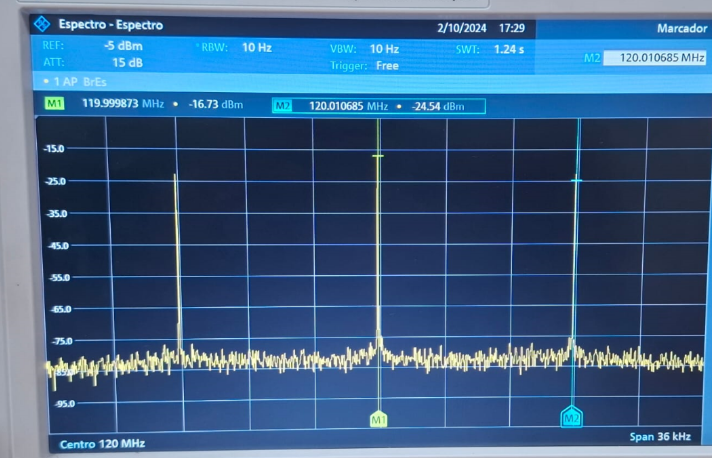 Espectro - Espectro 2/10/2024 17:29 Marcador
REF: -5 dBm RBW: 10 Hz VBW: 10 Hz SWT: 1.24 s
ATT: 15 dB Trigger: Free M2 120.010685 MHz
1 AP BrEs
M1 119.999873 MHz • -16.73 dBm M2 120.010685 MHz • -24.54 dBm
-15.0
-25.0
-35.0
-45.0
-55.0
-65.0
-75.0
-85.0
-95.0
M1 M2
Centro 120 MHz Span 36 kHz